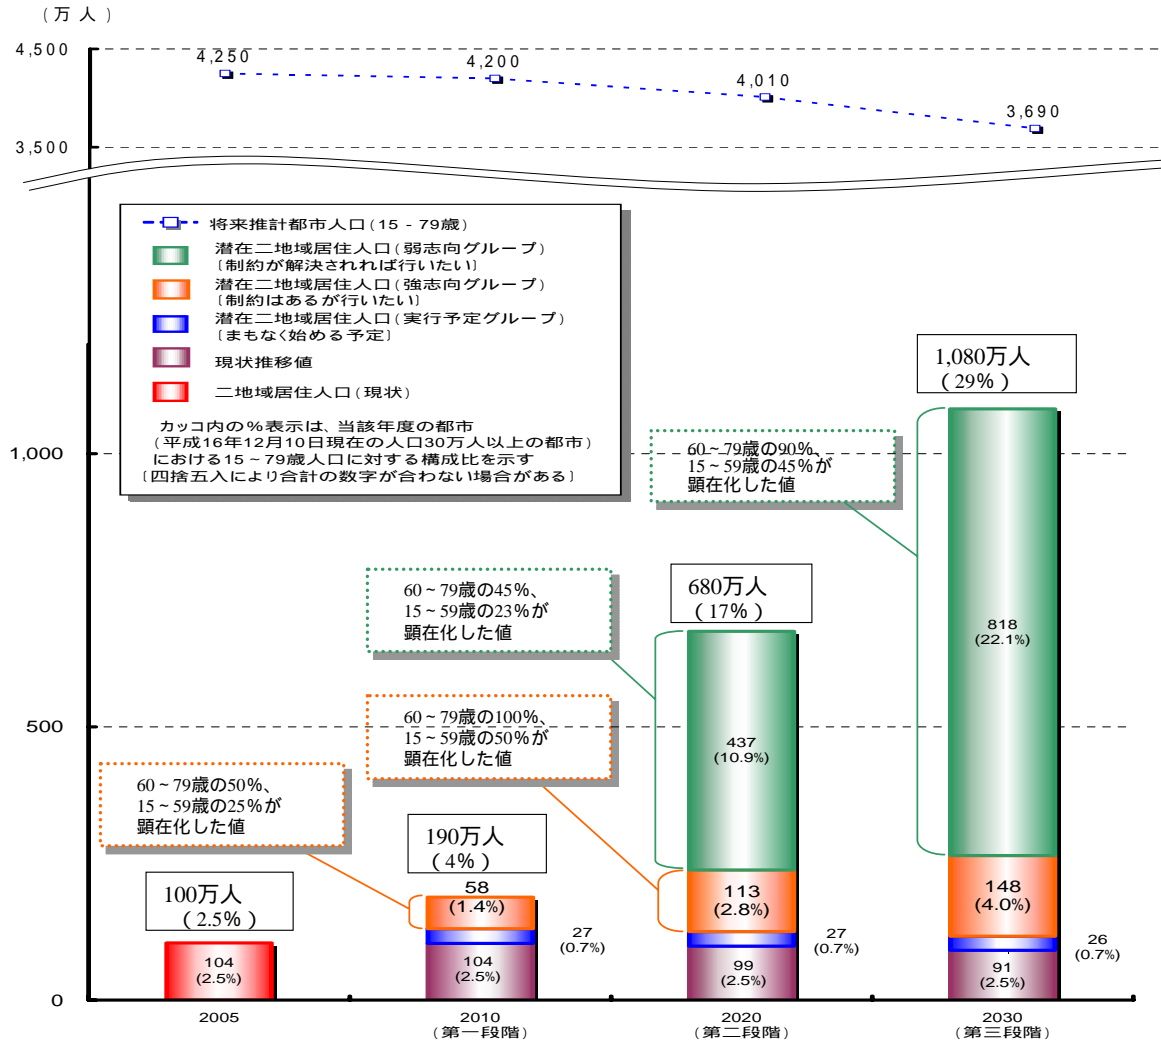 (万人)
4,500
4,250
4,200
4,010
3,690
3,500
将来推計都市人口(15-79歳)
潜在二地域居住人口(弱志向グループ)
〔制約が解決されれば行いたい〕
潜在二地域居住人口(強志向グループ)
〔制約はあるが行いたい〕
潜在二地域居住人口(実行予定グループ)
〔まもなく始める予定〕
現状推移値
二地域居住人口(現状)
カッコ内の%表示は、当該年度の都市
(平成16年12月10日現在の人口30万人以上の都市)
における15~79歳人口に対する構成比を示す
〔四捨五入により合計の数字が合わない場合がある〕
1,080万人
(29%)
1,000
60~79歳の90%、
15~59歳の45%が
顕在化した値
60~79歳の45%、
15~59歳の23%が
顕在化した値
680万人
(17%)
818
(22.1%)
500
60~79歳の100%、
15~59歳の50%が
顕在化した値
437
(10.9%)
60~79歳の50%、
15~59歳の25%が
顕在化した値
190万人
(4%)
100万人
(2.5%)
58
(1.4%)
113
(2.8%)
148
(4.0%)
27
(0.7%)
27
(0.7%)
26
(0.7%)
104
(2.5%)
104
(2.5%)
99
(2.5%)
91
(2.5%)
0
2005
2010
(第一段階)
2020
(第二段階)
2030
(第三段階)